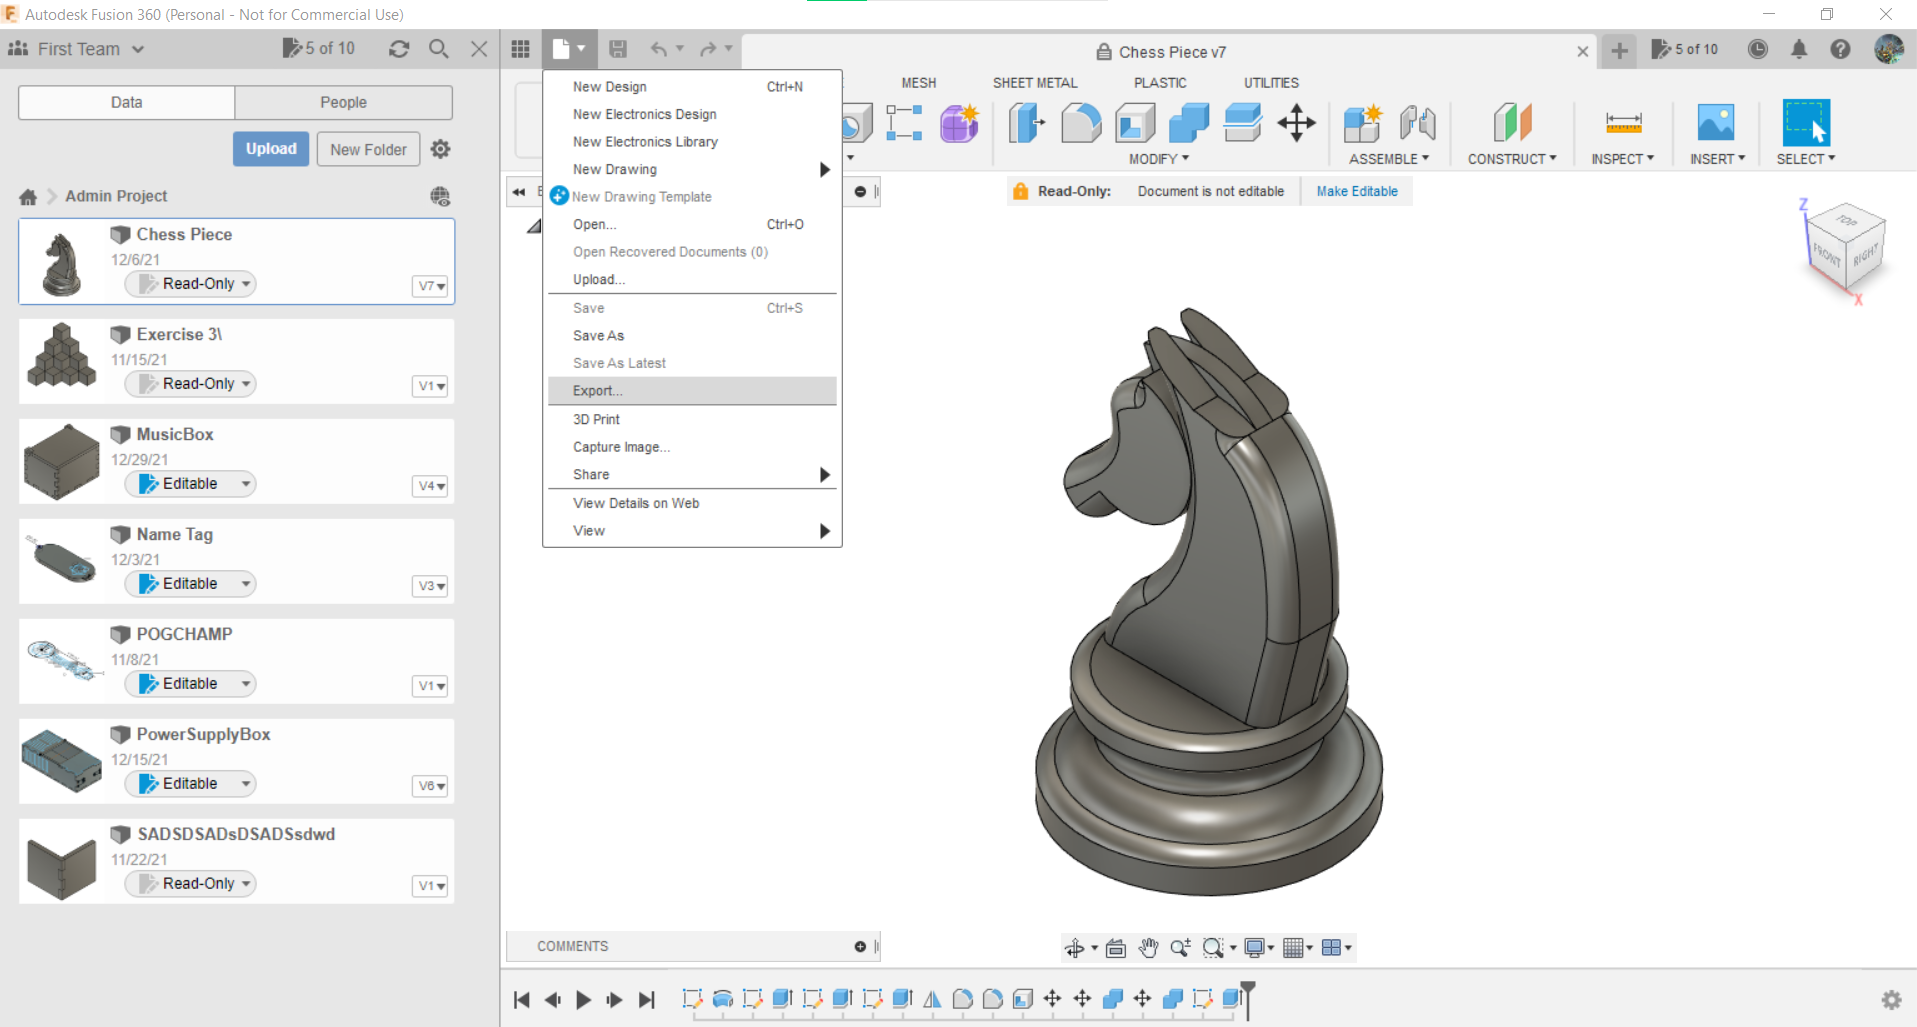 Autodesk Fusion 360 (Personal - Not for Commercial Use)
First Team
5 of 10
Chess Piece v7
5 of 10
Data
People
Upload
New Folder
Admin Project
Chess Piece
12/6/21
Read-Only
V7
Exercise 3\
11/15/21
Read-Only
V1
MusicBox
12/29/21
Editable
V4
Name Tag
12/3/21
Editable
V3
POGCHAMP
11/8/21
Editable
V1
PowerSupplyBox
12/15/21
Editable
V6
SADSDSADsDSADSsdwd
11/22/21
Read-Only
V1
New Design Ctrl+N
New Electronics Design
New Electronics Library
New Drawing
New Drawing Template
Open... Ctrl+O
Open Recovered Documents (0)
Upload...
Save Ctrl+S
Save As
Save As Latest
Export...
3D Print
Capture Image...
Share
View Details on Web
View
MESH
SHEET METAL
PLASTIC
UTILITIES
MODIFY
ASSEMBLE
CONSTRUCT
INSPECT
INSERT
SELECT
Read-Only: Document is not editable Make Editable
Z
TOP
FRONT
RIGHT
X
COMMENTS